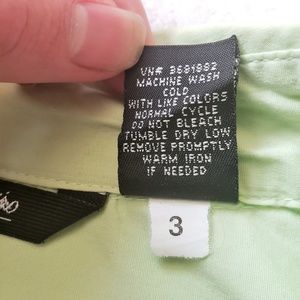 VN# 3691982
MACHINE WASH
COLD
WITH LIKE COLORS
NORMAL CYCLE
DO NOT BLEACH
TUMBLE DRY LOW
REMOVE PROMPTLY
WARM IRON
IF NEEDED
3